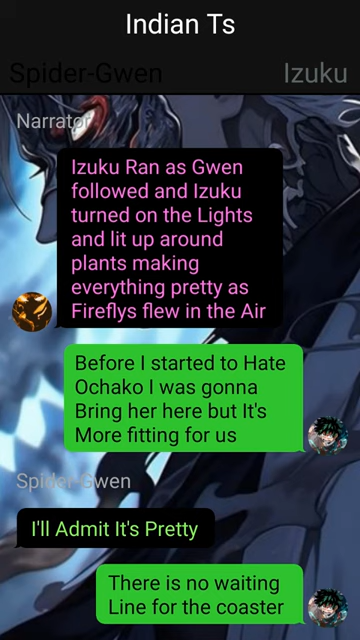 Indian Ts
Spider-Gwen
Izuku
Narrator
Izuku Ran as Gwen
followed and Izuku
turned on the Lights
and lit up around
plants making
everything pretty as
Fireflys flew in the Air
Before I started to Hate
Ochako I was gonna
Bring her here but It's
More fitting for us
Spider-Gwen
I'll Admit It's Pretty
There is no waiting
Line for the coaster